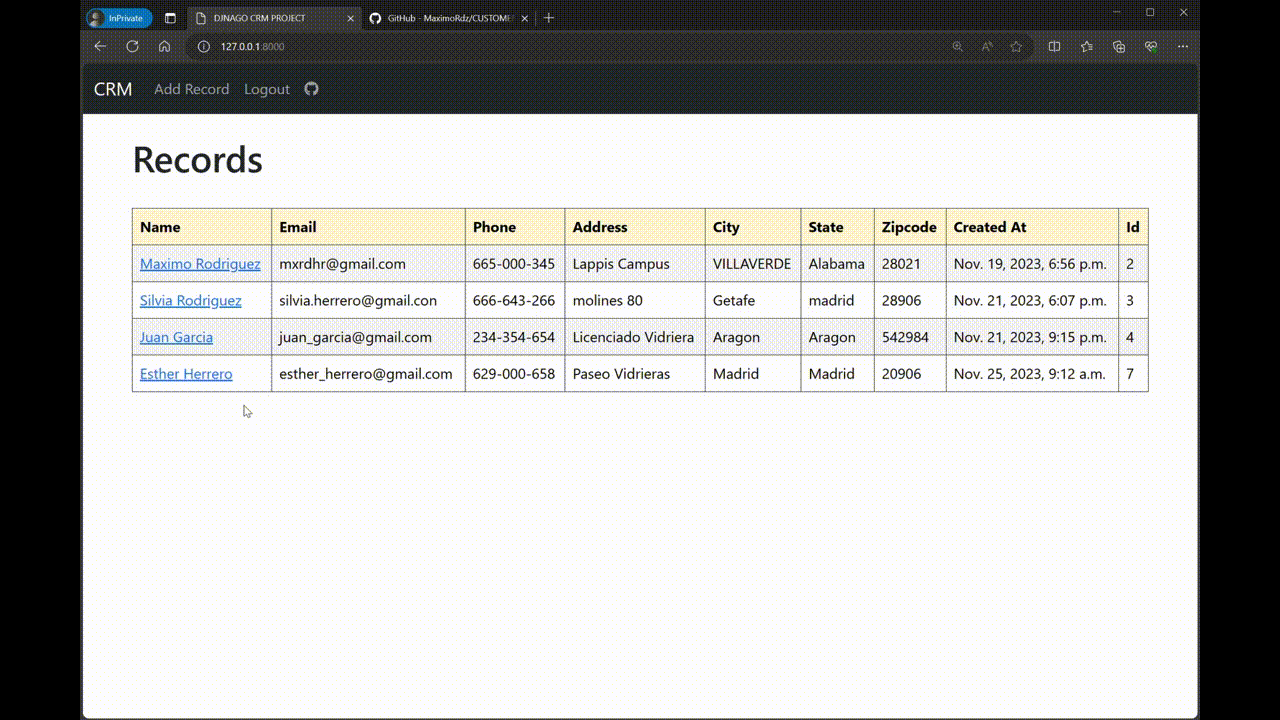 InPrivate DJNAGO CRM PROJECT GitHub - MaximoRdz/CUSTOME
127.0.0.1:8000
CRM Add Record Logout
Records
Name Email Phone Address City State Zipcode Created At Id
Maximo Rodriguez mxrdhr@gmail.com 665-000-345 Lappis Campus VILLAVERDE Alabama 28021 Nov. 19, 2023, 6:56 p.m. 2
Silvia Rodriguez silvia.herrero@gmail.con 666-643-266 molines 80 Getafe madrid 28906 Nov. 21, 2023, 6:07 p.m. 3
Juan Garcia juan_garcia@gmail.com 234-354-654 Licenciado Vidriera Aragon Aragon 542984 Nov. 21, 2023, 9:15 p.m. 4
Esther Herrero esther_herrero@gmail.com 629-000-658 Paseo Vidrieras Madrid Madrid 20906 Nov. 25, 2023, 9:12 a.m. 7